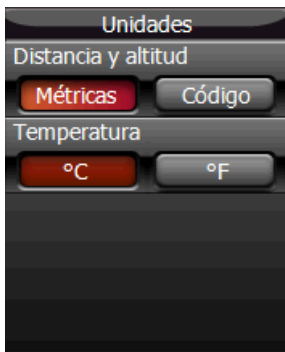 Unidades
Distancia y altitud
Métricas Código
Temperatura
°C °F